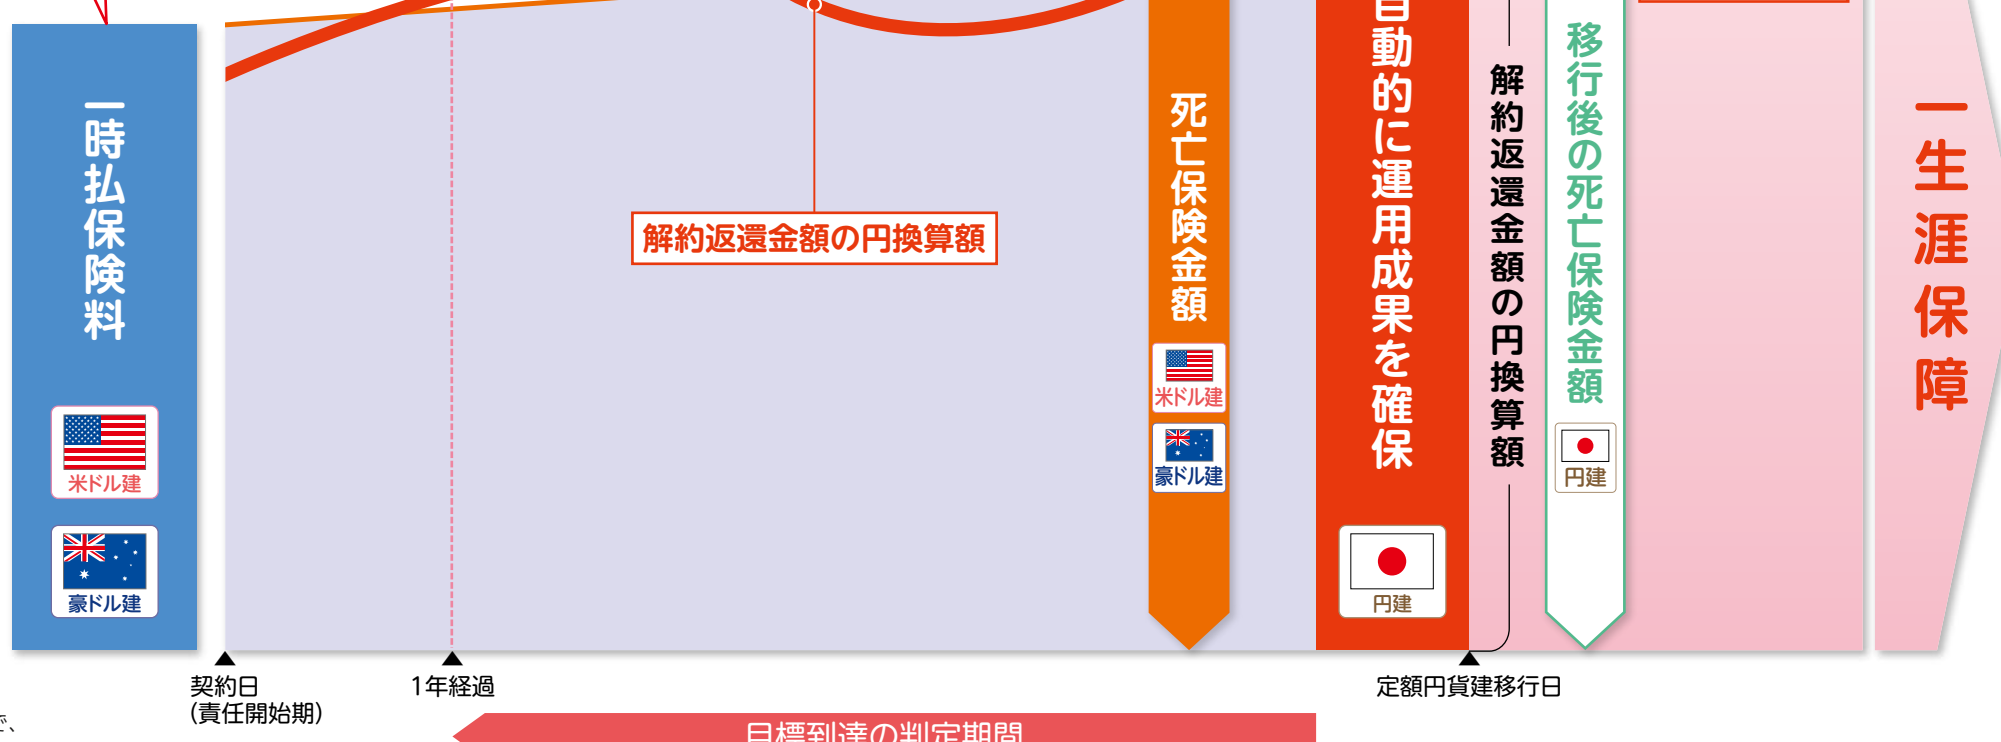 一時払保険料
米ドル建
豪ドル建
解約返還金額の円換算額
死亡保険金額
米ドル建
豪ドル建
自動的に運用成果を確保
円建
解約返還金額の円換算額
移行後の死亡保険金額
円建
一生涯保障
契約日
(責任開始期)
1年経過
定額円貨建移行日
目標到達の判定期間
で、